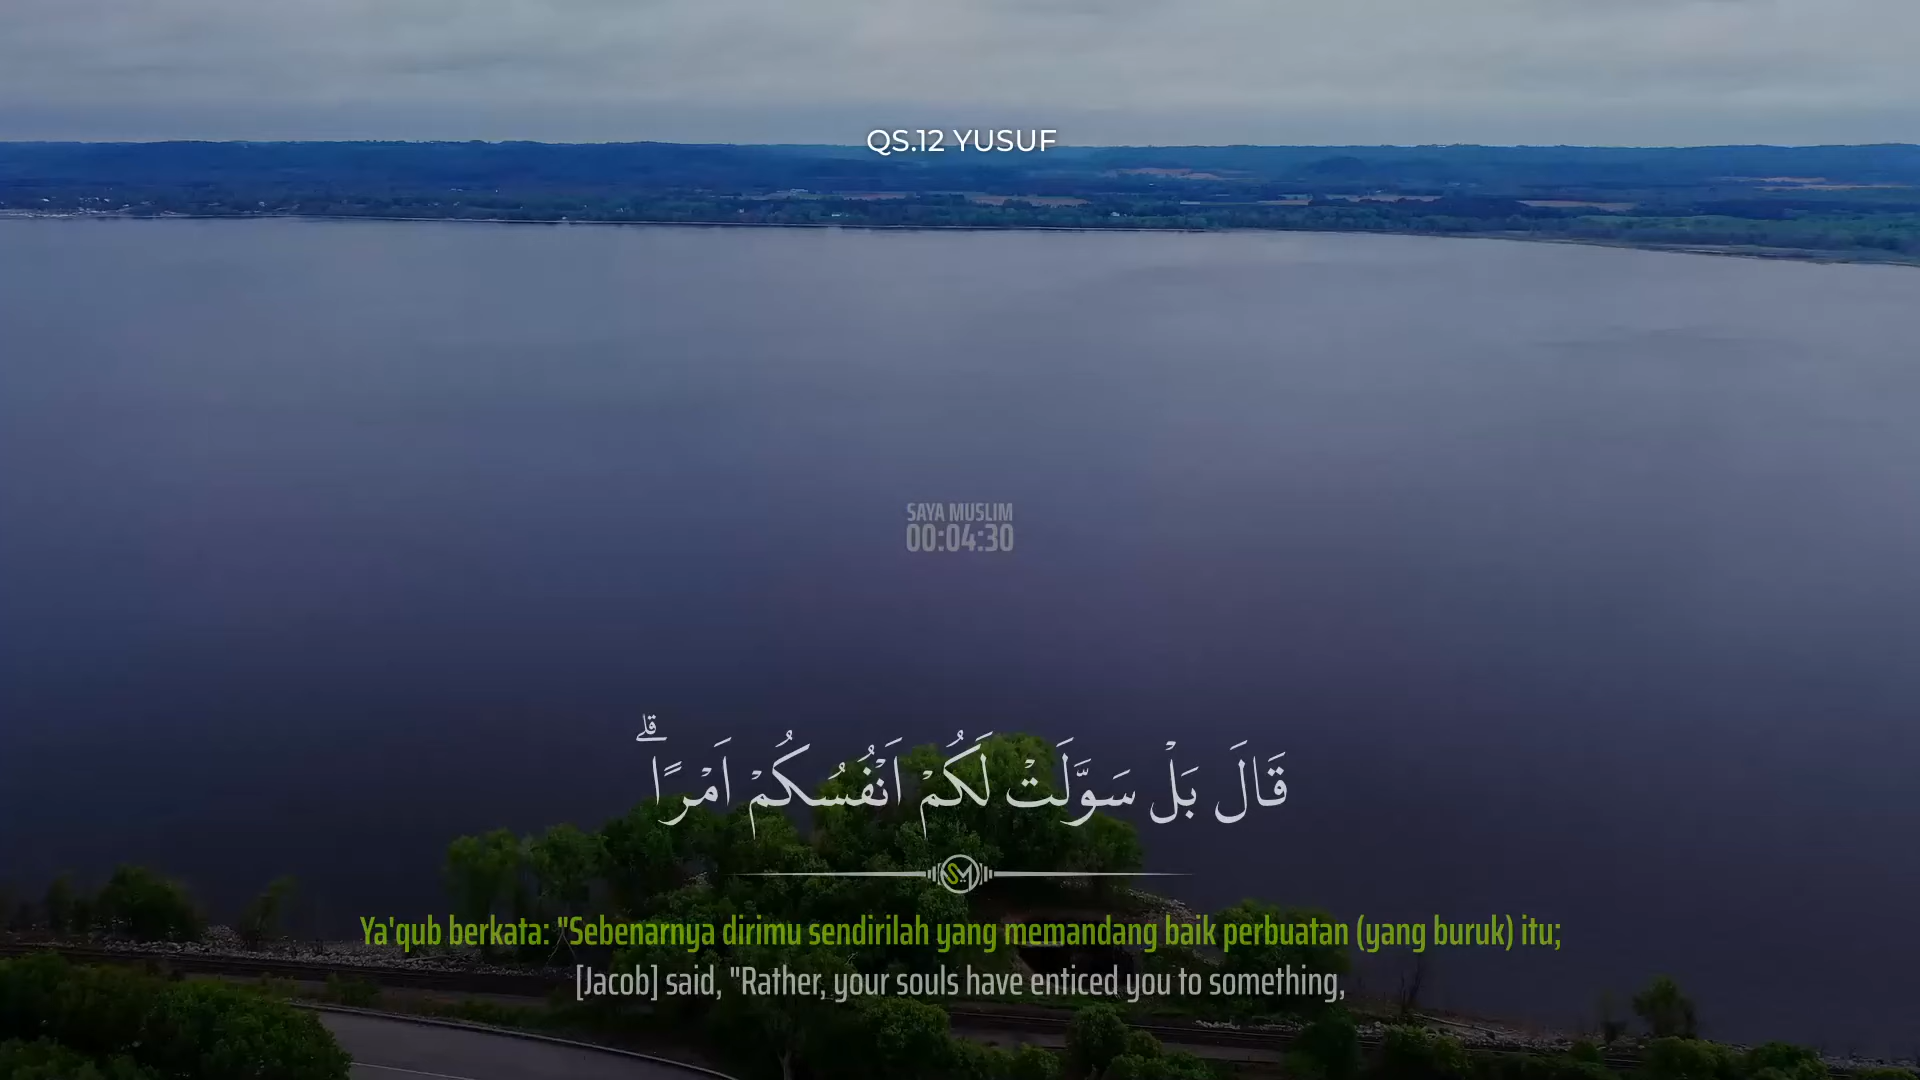 QS.12 YUSUF
SAYA MUSLIM
00:04:30
قَالَ بَلْ سَوَّلَتْ لَكُمْ اَنْفُسُكُمْ اَمْرًاۗ
SM
Ya'qub berkata: "Sebenarnya dirimu sendirilah yang memandang baik perbuatan (yang buruk) itu;
[Jacob] said, "Rather, your souls have enticed you to something,